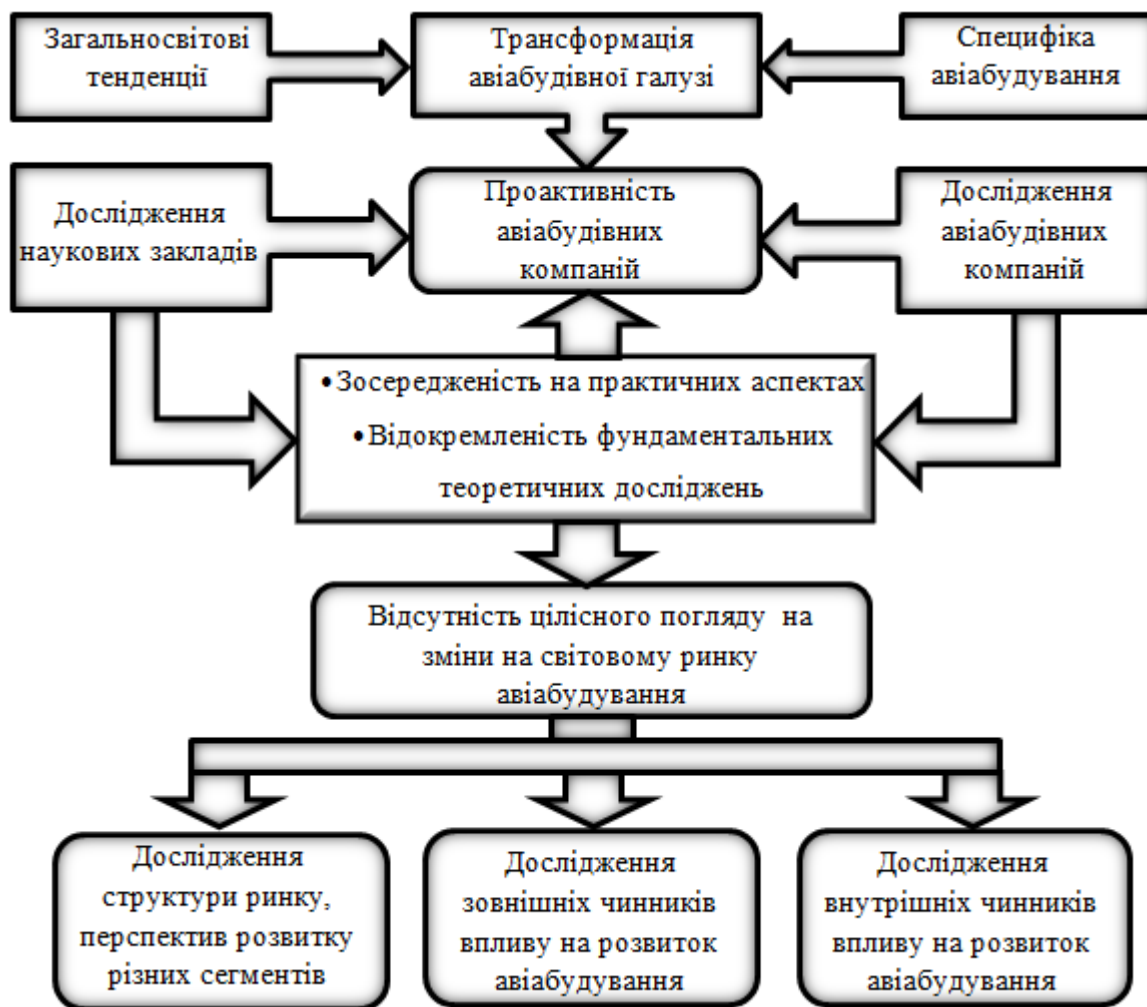 Загальносвітові
тенденції
Трансформація
авіабудівної галузі
Специфіка
авіабудування
Дослідження
наукових закладів
Проактивність
авіабудівних
компаній
Дослідження
авіабудівних
компаній
•Зосередженість на практичних аспектах
•Відокремленість фундаментальних
теоретичних досліджень
Відсутність цілісного погляду на
зміни на світовому ринку
авіабудування
Дослідження
структури ринку,
перспектив розвитку
різних сегментів
Дослідження
зовнішніх чинників
впливу на розвиток
авіабудування
Дослідження
внутрішніх чинників
впливу на розвиток
авіабудування